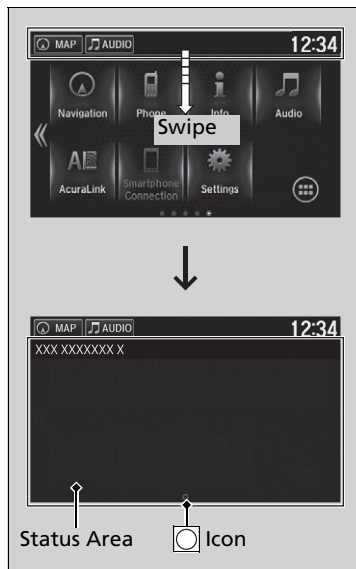 MAP AUDIO 12:34
Navigation Phone Info Audio
Swipe
AcuraLink Smartphone Connection Settings
MAP AUDIO 12:34
XXX XXXXXXX X
Status Area Icon